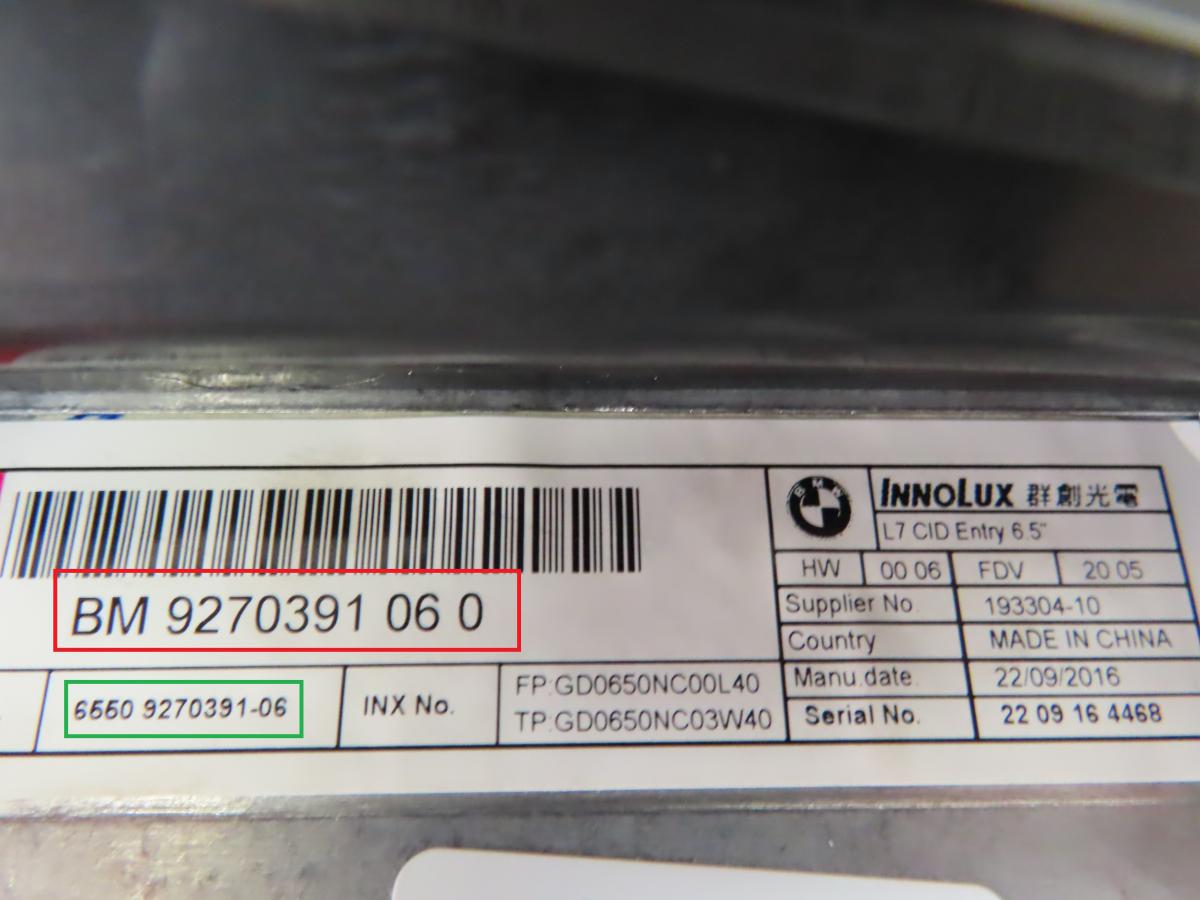 BM 9270391 06 0
6550 9270391-06
INX No.
FP:GD0650NC00L40
TP:GD0650NC03W40
BMW
INNOLUX 群創光電
L7 CID Entry 6.5"
HW 00 06 FDV 20 05
Supplier No. 193304-10
Country MADE IN CHINA
Manu.date. 22/09/2016
Serial No. 22 09 16 4468